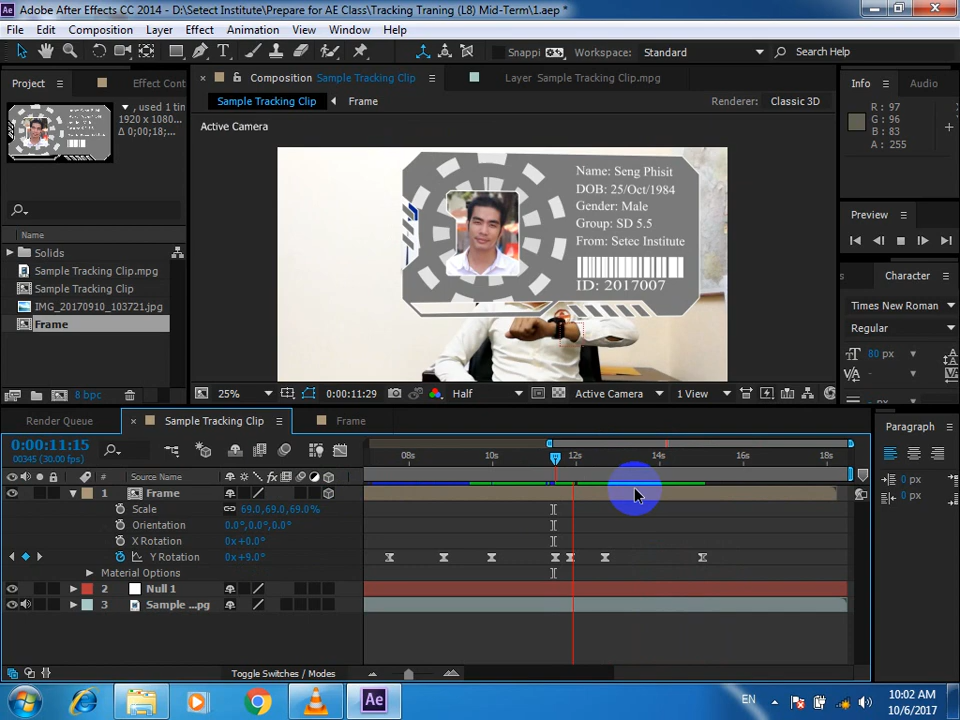 Adobe After Effects CC 2014 - D:\Setect Institute\Prepare for AE Class\Tracking Traning (L8) Mid-Term\1.aep *
File Edit Composition Layer Effect Animation View Window Help
Snappi Workspace: Standard Search Help
Project Effect Cont
Composition Sample Tracking Clip
Layer Sample Tracking Clip.mpg
Info Audio
, used 1 tin
1920 x 1080...
Δ 0;00;18;...
Sample Tracking Clip Frame
Renderer: Classic 3D
R: 97
G: 96
B: 83
A: 255
Active Camera
Name: Seng Phisit
DOB: 25/Oct/1984
Gender: Male
Group: SD 5.5
From: Setec Institute
ID: 2017007
Preview
Name
Solids
Sample Tracking Clip.mpg
Sample Tracking Clip
IMG_20170910_103721.jpg
Frame
Character
Times New Roman
Regular
80 px
8 bpc
25% 0:00:11:29 Half Active Camera 1 View
Render Queue Sample Tracking Clip Frame
Paragraph
0:00:11:15
00345 (30.00 fps)
08s 10s 12s 14s 18s
# Source Name
1 Frame
Scale 69.0,69.0,69.0%
Orientation 0.0°,0.0°,0.0°
X Rotation 0x+0.0°
Y Rotation 0x+9.0°
Material Options
2 Null 1
3 Sample ...pg
0 px
0 px
Toggle Switches / Modes
Ae
EN
10:02 AM
10/6/2017